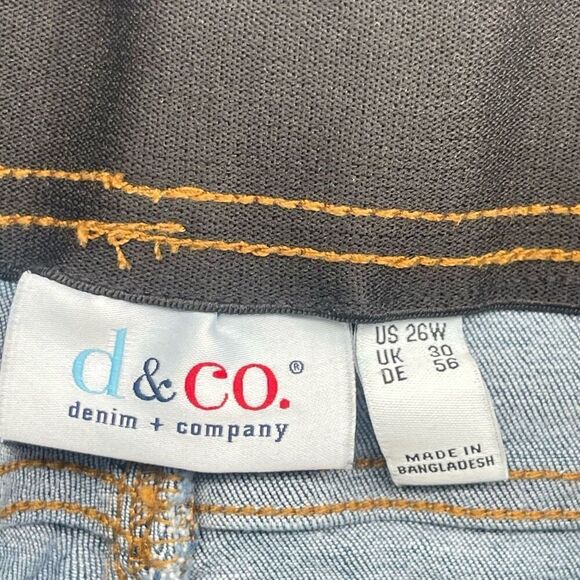 d&co.®
denim + company
US 26W
UK 30
DE 56
MADE IN
BANGLADESH